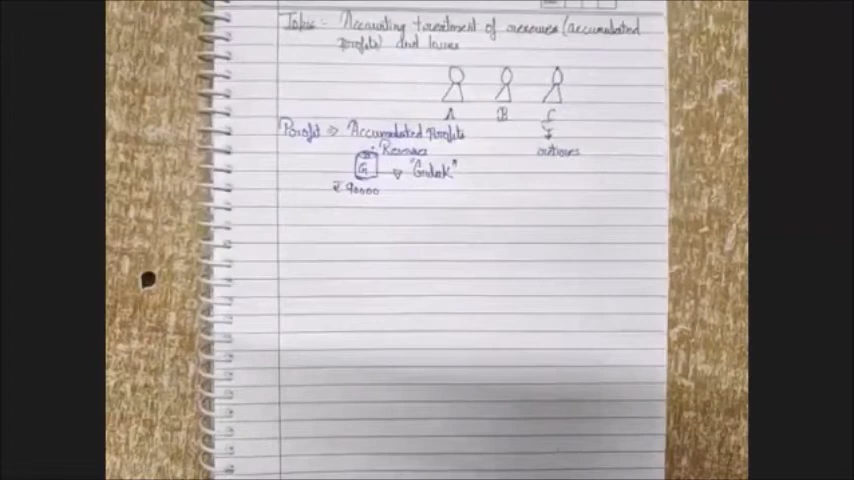 Topic :- Accounting treatment of reserves (accumulated
profits) and losses
A B C
Profit ⇒ Accumulated Profits
Reserves
retires
G "Gullak"
₹ 90000